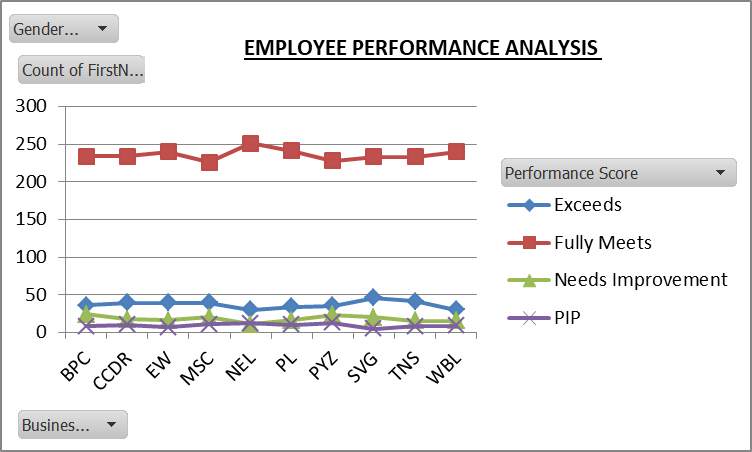 Gender...
EMPLOYEE PERFORMANCE ANALYSIS
Count of FirstN...
300
250
200
150
100
50
0
BPC
CCDR
EW
MSC
NEL
PL
PYZ
SVG
TNS
WBL
Performance Score
Exceeds
Fully Meets
Needs Improvement
PIP
Busines...